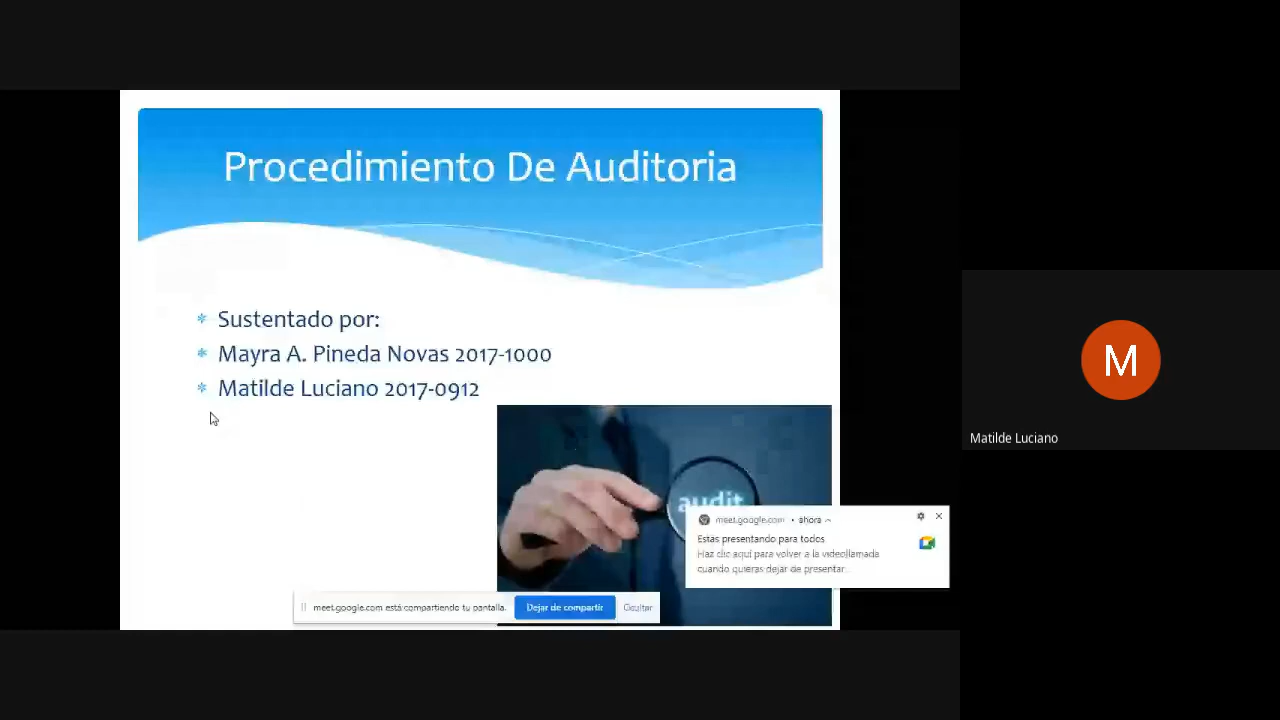 Procedimiento De Auditoria
Sustentado por:
Mayra A. Pineda Novas 2017-1000
Matilde Luciano 2017-0912
audit
meet.google.com • ahora
Estás presentando para todos
Haz clic aquí para volver a la videollamada
cuando quieras dejar de presentar.
meet.google.com está compartiendo tu pantalla.
Dejar de compartir
Ocultar
M
Matilde Luciano